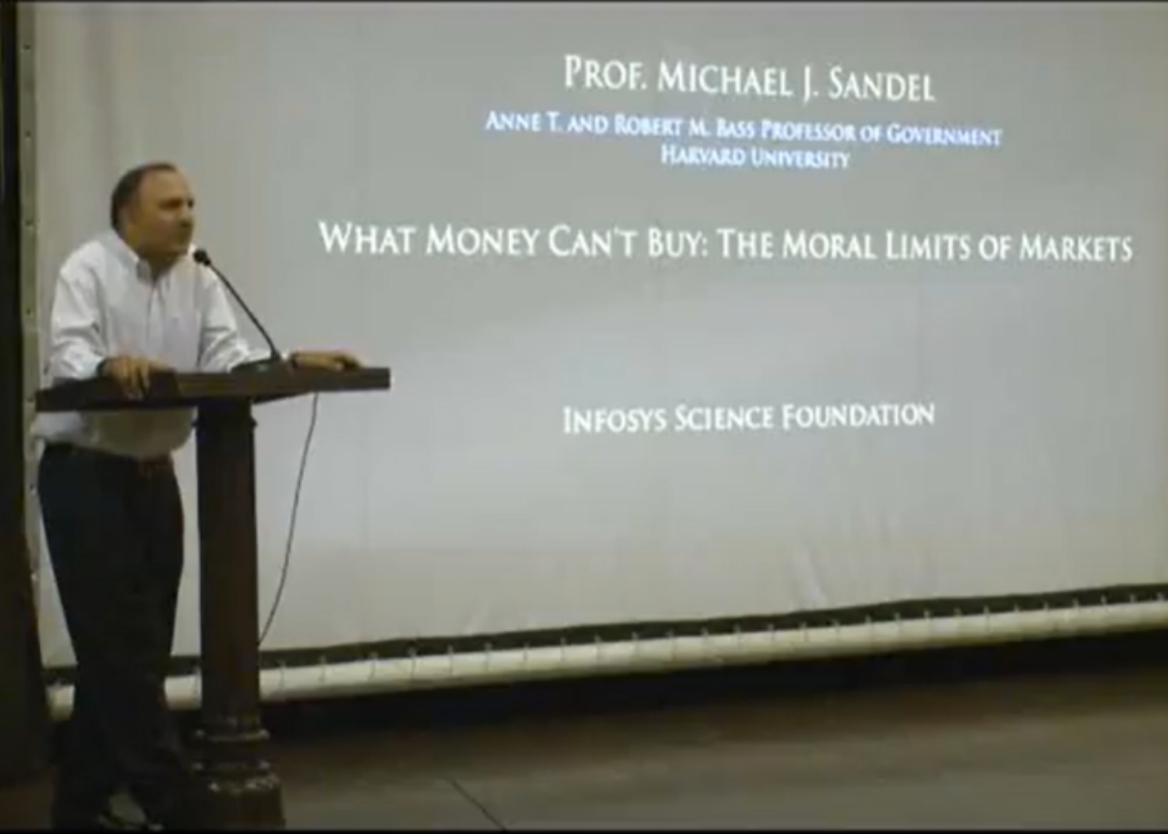 PROF. MICHAEL J. SANDEL
ANNE T. AND ROBERT M. BASS PROFESSOR OF GOVERNMENT
HARVARD UNIVERSITY
WHAT MONEY CAN'T BUY: THE MORAL LIMITS OF MARKETS
INFOSYS SCIENCE FOUNDATION